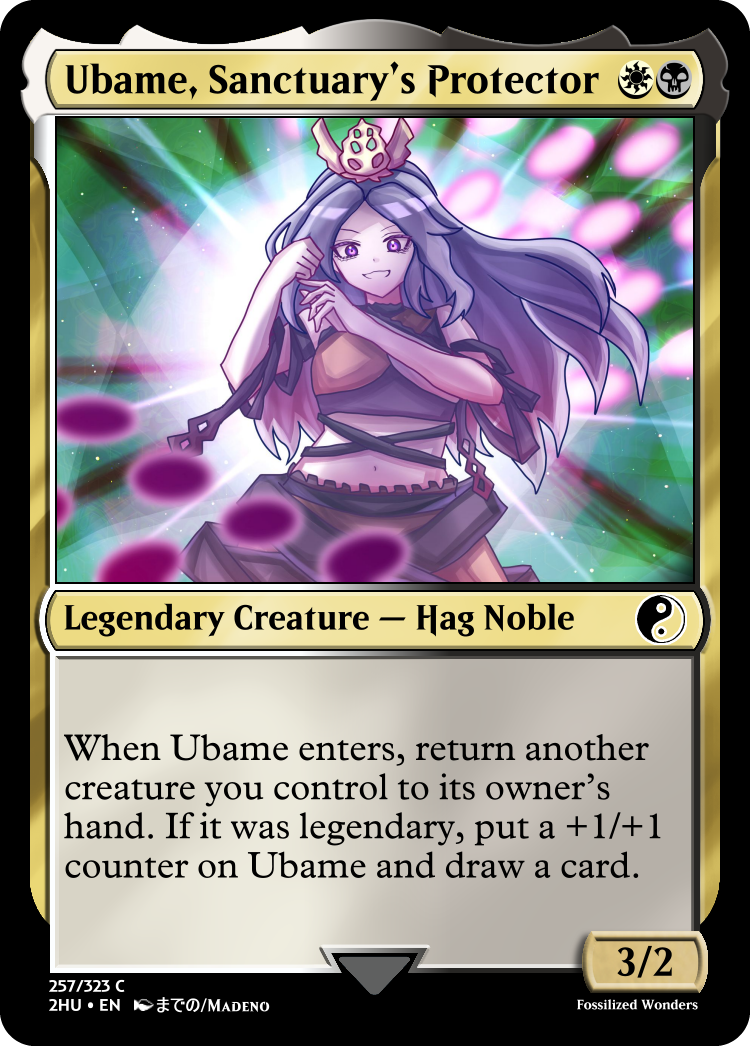 Ubame, Sanctuary's Protector
Legendary Creature — Hag Noble
When Ubame enters, return another
creature you control to its owner's
hand. If it was legendary, put a +1/+1
counter on Ubame and draw a card.
3/2
257/323 C
2HU • EN までの/Madeno
Fossilized Wonders